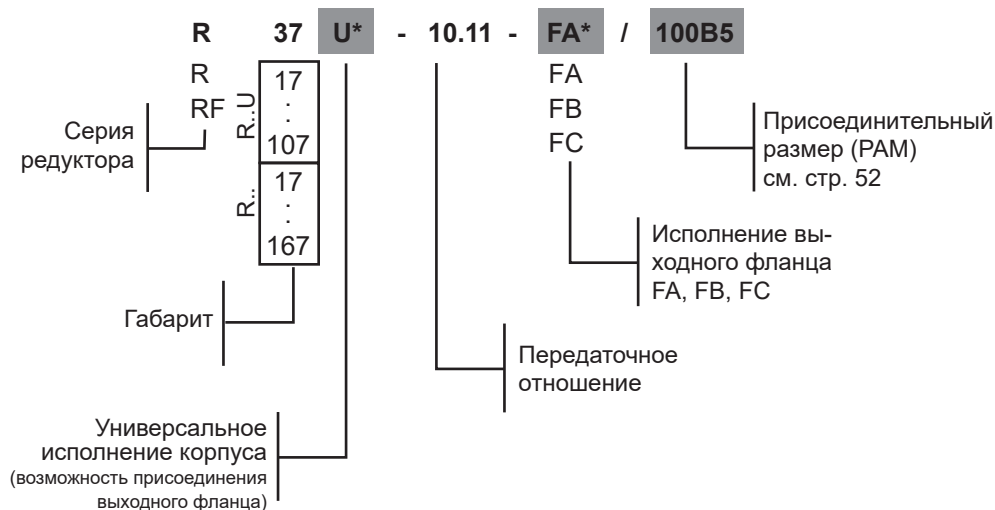 R 37 U* - 10.11 - FA* / 100B5
R
RF
R..U
17
.
.
107
R..
17
.
.
167
FA
FB
FC
Серия
редуктора
Присоединительный
размер (PAM)
см. стр. 52
Исполнение вы-
ходного фланца
FA, FB, FC
Габарит
Передаточное
отношение
Универсальное
исполнение корпуса
(возможность присоединения
выходного фланца)